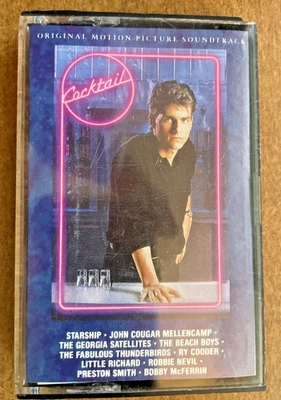 ORIGINAL MOTION PICTURE SOUNDTRACK
Cocktail
STARSHIP · JOHN COUGAR MELLENCAMP ·
THE GEORGIA SATELLITES · THE BEACH BOYS ·
THE FABULOUS THUNDERBIRDS · RY COODER ·
LITTLE RICHARD · ROBBIE NEVIL ·
PRESTON SMITH · BOBBY McFERRIN